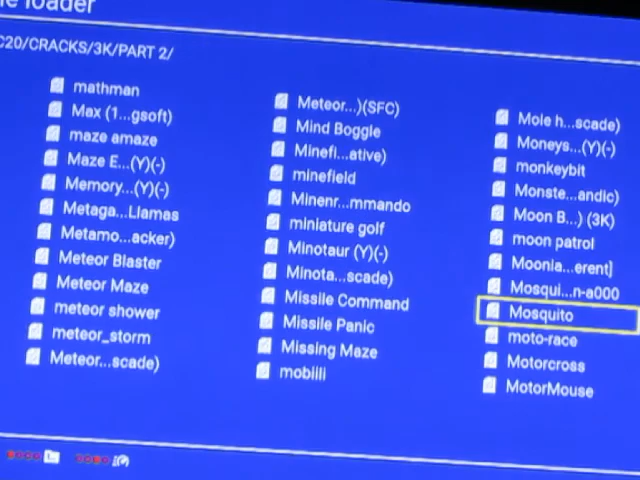 e loader
C20/CRACKS/3K/PART 2/
mathman
Max (1...gsoft)
maze amaze
Maze E...(Y)(-)
Memory...(Y)(-)
Metaga...Llamas
Metamo...acker)
Meteor Blaster
Meteor Maze
meteor shower
meteor_storm
Meteor...scade)
Meteor...)(SFC)
Mind Boggle
Minefi...ative)
minefield
Minenr...mmando
miniature golf
Minotaur (Y)(-)
Minota...scade)
Missile Command
Missile Panic
Missing Maze
mobilli
Mole h...scade)
Moneys...(Y)(-)
monkeybit
Monste...andic)
Moon B...) (3K)
moon patrol
Moonla...erent]
Mosqui...n-a000
Mosquito
moto-race
Motorcross
MotorMouse